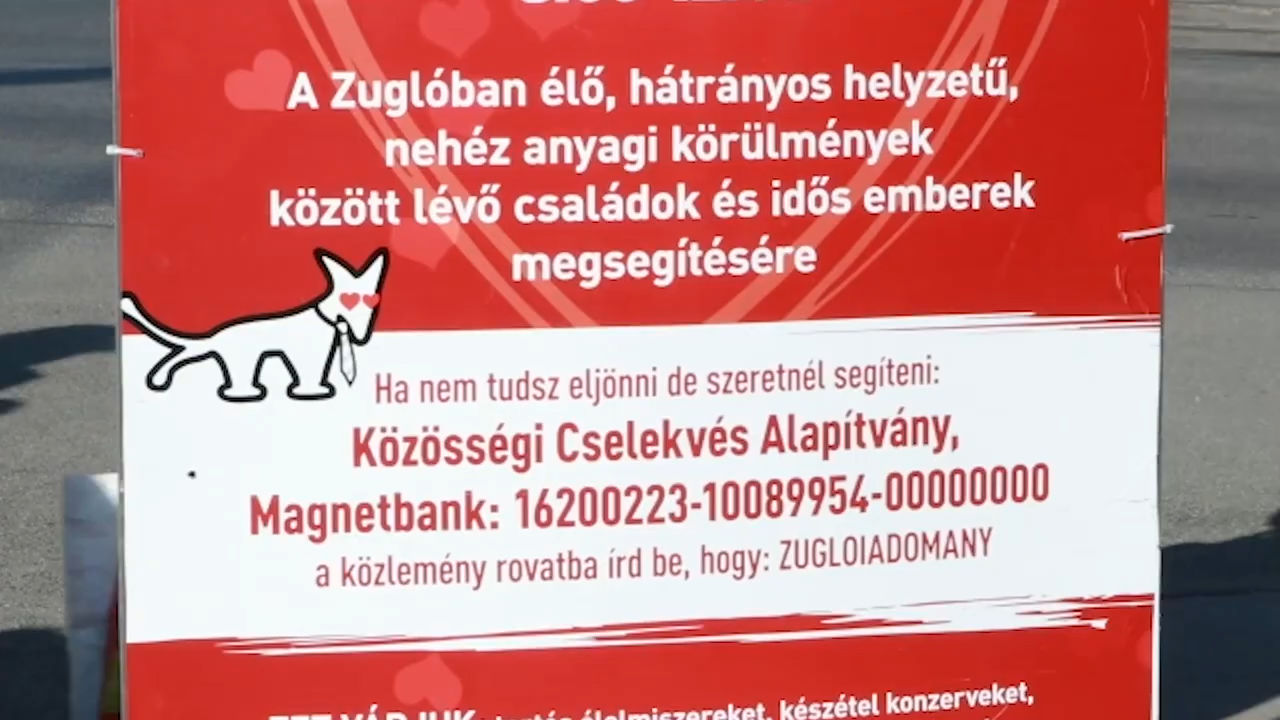 A Zuglóban élő, hátrányos helyzetű,
nehéz anyagi körülmények
között lévő családok és idős emberek
megsegítésére
Ha nem tudsz eljönni de szeretnél segíteni:
Közösségi Cselekvés Alapítvány,
Magnetbank: 16200223-10089954-00000000
a közlemény rovatba írd be, hogy: ZUGLOIADOMANY
élelmiszereket, készétel konzerveket,